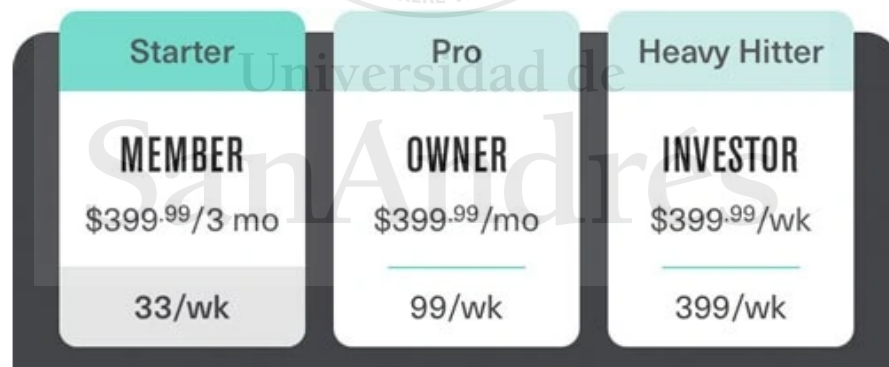 Starter
MEMBER
$399.99/3 mo
33/wk
Pro
OWNER
$399.99/mo
99/wk
Heavy Hitter
INVESTOR
$399.99/wk
399/wk
Universidad de
SanAndrés